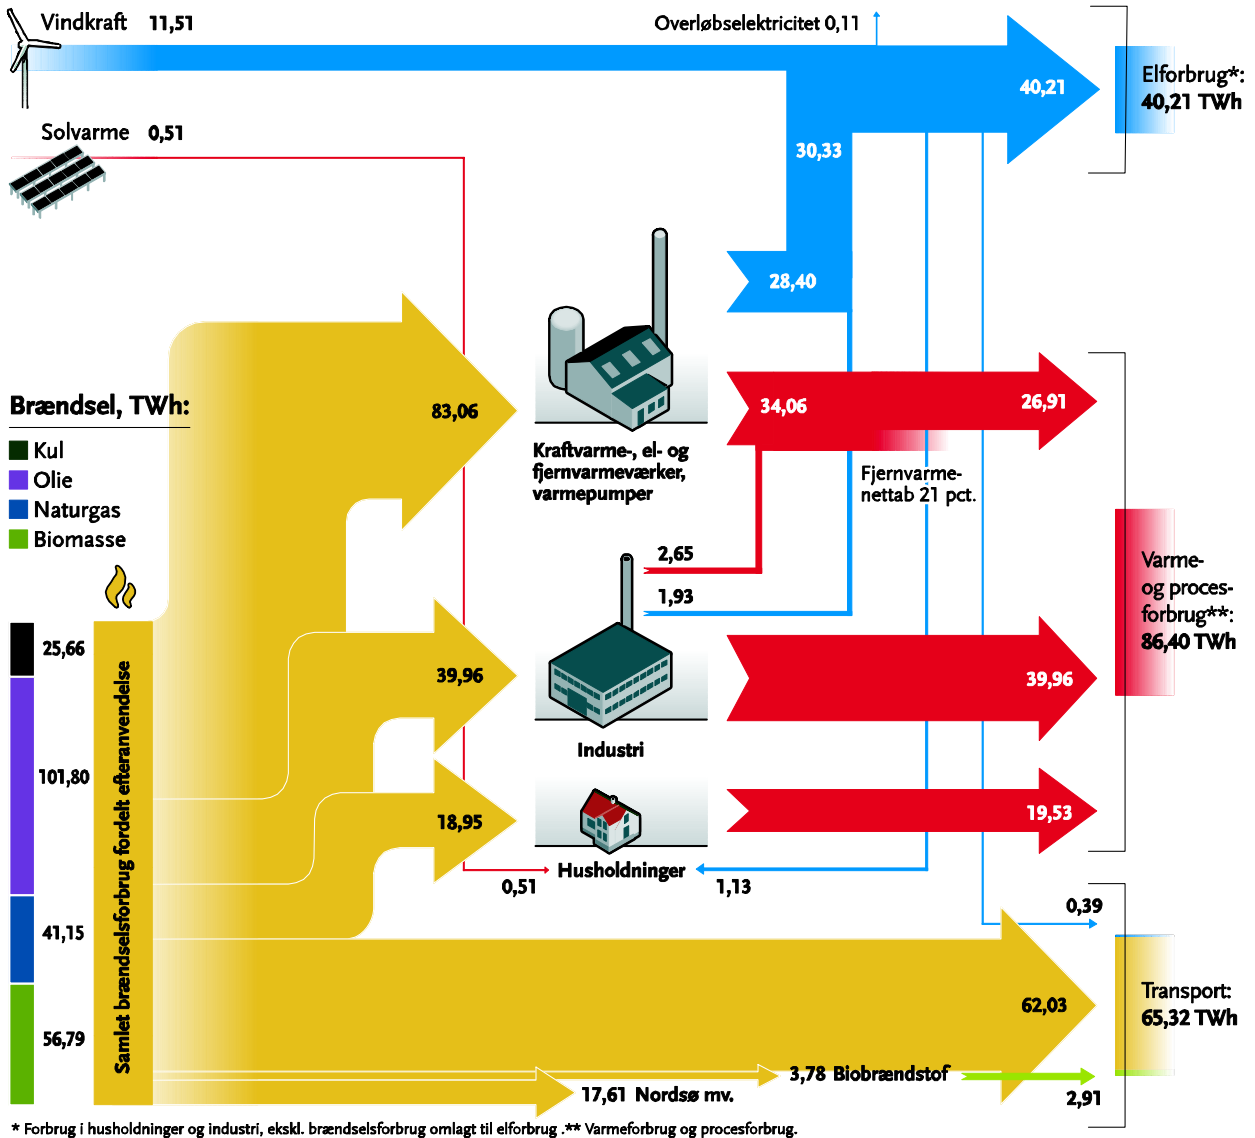 Vindkraft 11,51
Overløbselektricitet 0,11
40,21
Elforbrug*:
40,21 TWh
Solvarme 0,51
30,33
28,40
Brændsel, TWh:
Kul
Olie
Naturgas
Biomasse
83,06
Kraftvarme-, el- og
fjernvarmeværker,
varmepumper
34,06
26,91
Fjernvarme-
nettab 21 pct.
2,65
1,93
Varme-
og proces-
forbrug**:
86,40 TWh
25,66
101,80
41,15
56,79
Samlet brændselsforbrug fordelt efteranvendelse
39,96
Industri
39,96
18,95
19,53
0,51
Husholdninger
1,13
0,39
62,03
Transport:
65,32 TWh
3,78 Biobrændstof
2,91
17,61 Nordsø mv.
* Forbrug i husholdninger og industri, ekskl. brændselsforbrug omlagt til elforbrug .** Varmeforbrug og procesforbrug.